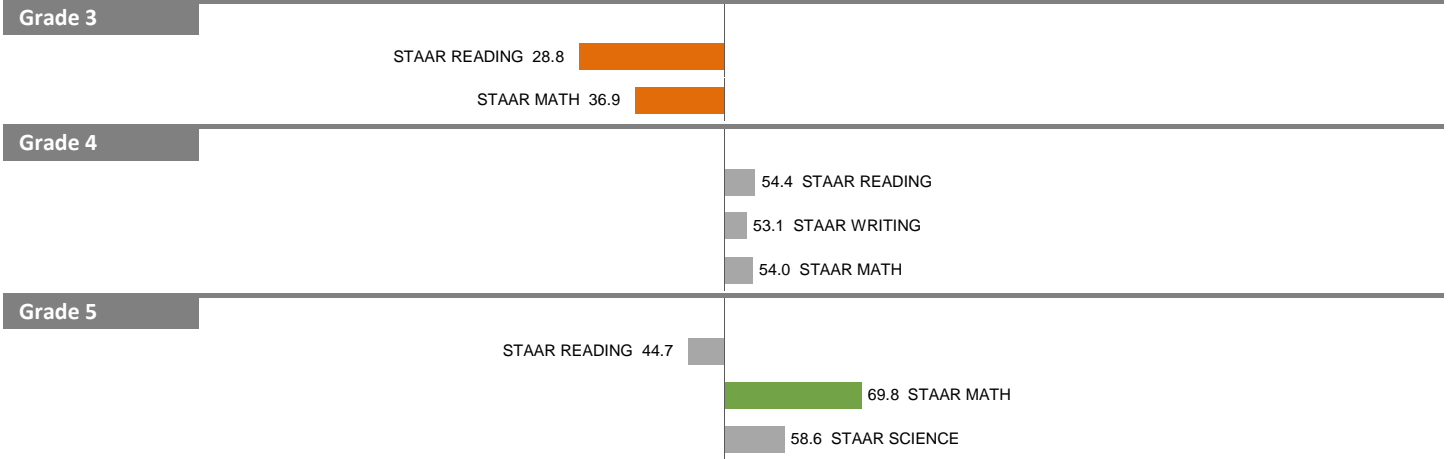 Grade 3
STAAR READING 28.8
STAAR MATH 36.9
Grade 4
54.4 STAAR READING
53.1 STAAR WRITING
54.0 STAAR MATH
Grade 5
STAAR READING 44.7
69.8 STAAR MATH
58.6 STAAR SCIENCE